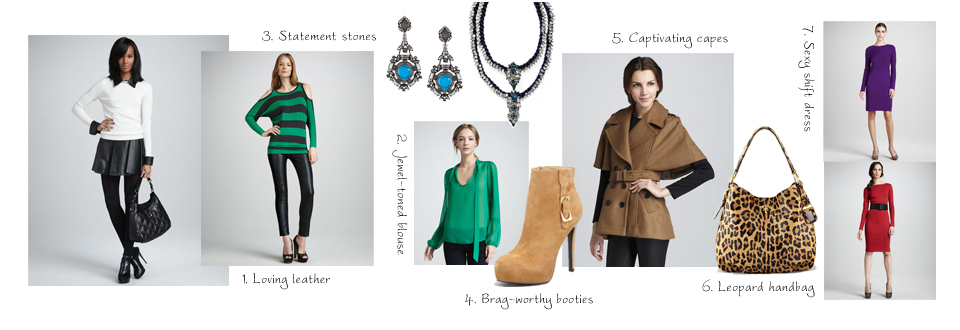 3. Statement stones
5. Captivating capes
7. Sexy shift dress
2. Jewel-toned blouse
1. Loving leather
6. Leopard handbag
4. Brag-worthy booties